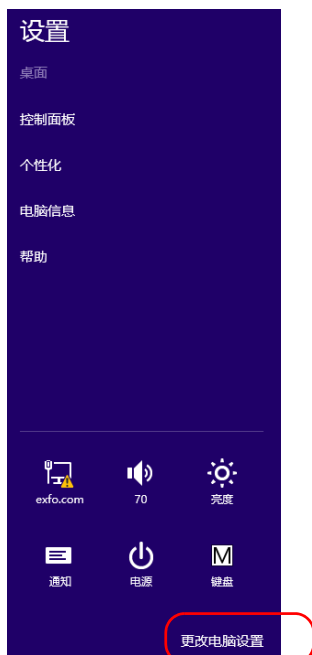 设置
桌面
控制面板
个性化
电脑信息
帮助
exfo.com 70 亮度
M
通知 电源 键盘
更改电脑设置